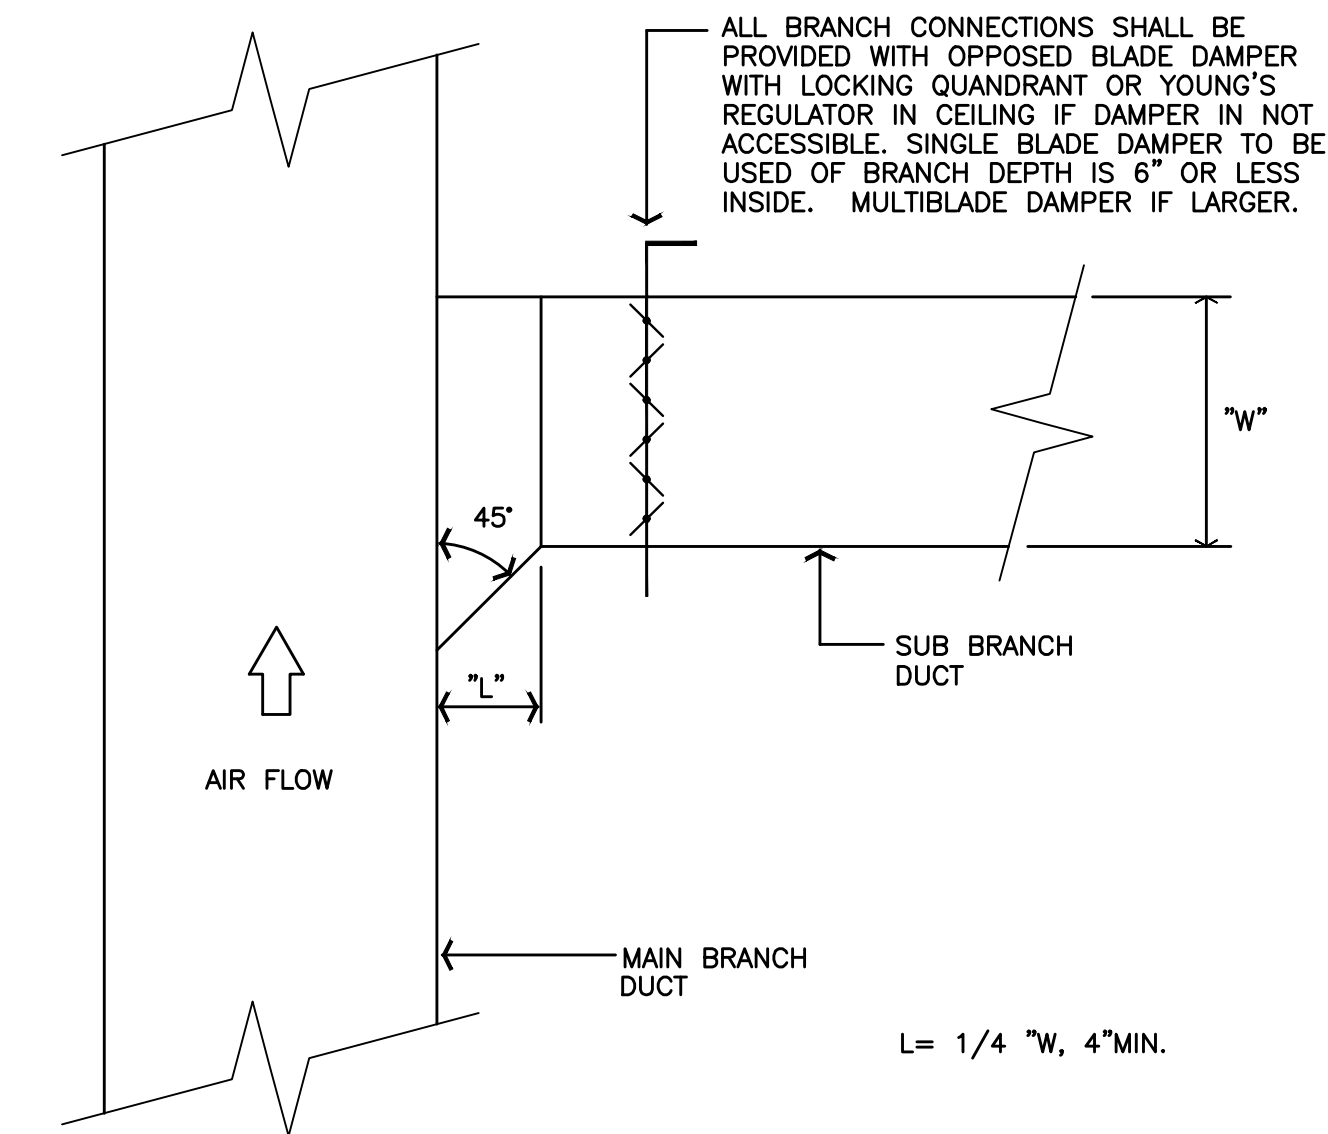 ALL BRANCH CONNECTIONS SHALL BE
PROVIDED WITH OPPOSED BLADE DAMPER
WITH LOCKING QUANDRANT OR YOUNG'S
REGULATOR IN CEILING IF DAMPER IN NOT
ACCESSIBLE. SINGLE BLADE DAMPER TO BE
USED OF BRANCH DEPTH IS 6" OR LESS
INSIDE. MULTIBLADE DAMPER IF LARGER.
"W"
45°
SUB BRANCH
DUCT
"L"
AIR FLOW
MAIN BRANCH
DUCT
L= 1/4 "W, 4"MIN.